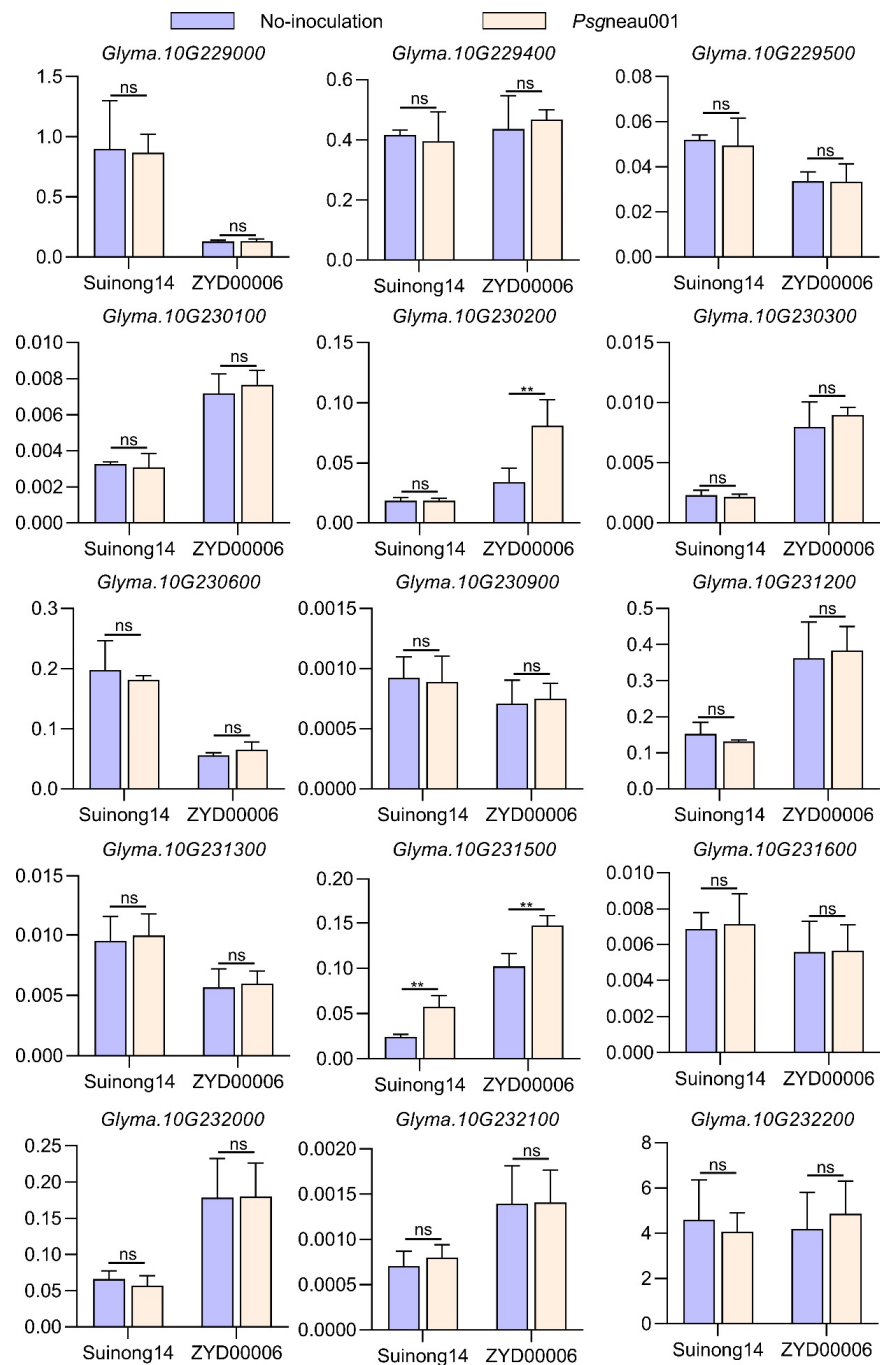 No-inoculation Psgneau001
Glyma.10G229000 Glyma.10G229400 Glyma.10G229500
1.5
1.0
0.5
0.0
ns
ns
Suinong14 ZYD00006
0.6
0.4
0.2
0.0
ns
ns
Suinong14 ZYD00006
0.08
0.06
0.04
0.02
0.00
ns
ns
Suinong14 ZYD00006
Glyma.10G230100 Glyma.10G230200 Glyma.10G230300
0.010
0.008
0.006
0.004
0.002
0.000
ns
ns
Suinong14 ZYD00006
0.15
0.10
0.05
0.00
ns
**
Suinong14 ZYD00006
0.015
0.010
0.005
0.000
ns
ns
Suinong14 ZYD00006
Glyma.10G230600 Glyma.10G230900 Glyma.10G231200
0.3
0.2
0.1
0.0
ns
ns
Suinong14 ZYD00006
0.0015
0.0010
0.0005
0.0000
ns
ns
Suinong14 ZYD00006
0.5
0.4
0.3
0.2
0.1
0.0
ns
ns
Suinong14 ZYD00006
Glyma.10G231300 Glyma.10G231500 Glyma.10G231600
0.015
0.010
0.005
0.000
ns
ns
Suinong14 ZYD00006
0.20
0.15
0.10
0.05
0.00
**
**
Suinong14 ZYD00006
0.010
0.008
0.006
0.004
0.002
0.000
ns
ns
Suinong14 ZYD00006
Glyma.10G232000 Glyma.10G232100 Glyma.10G232200
0.25
0.20
0.15
0.10
0.05
0.00
ns
ns
Suinong14 ZYD00006
0.0020
0.0015
0.0010
0.0005
0.0000
ns
ns
Suinong14 ZYD00006
8
6
4
2
0
ns
ns
Suinong14 ZYD00006